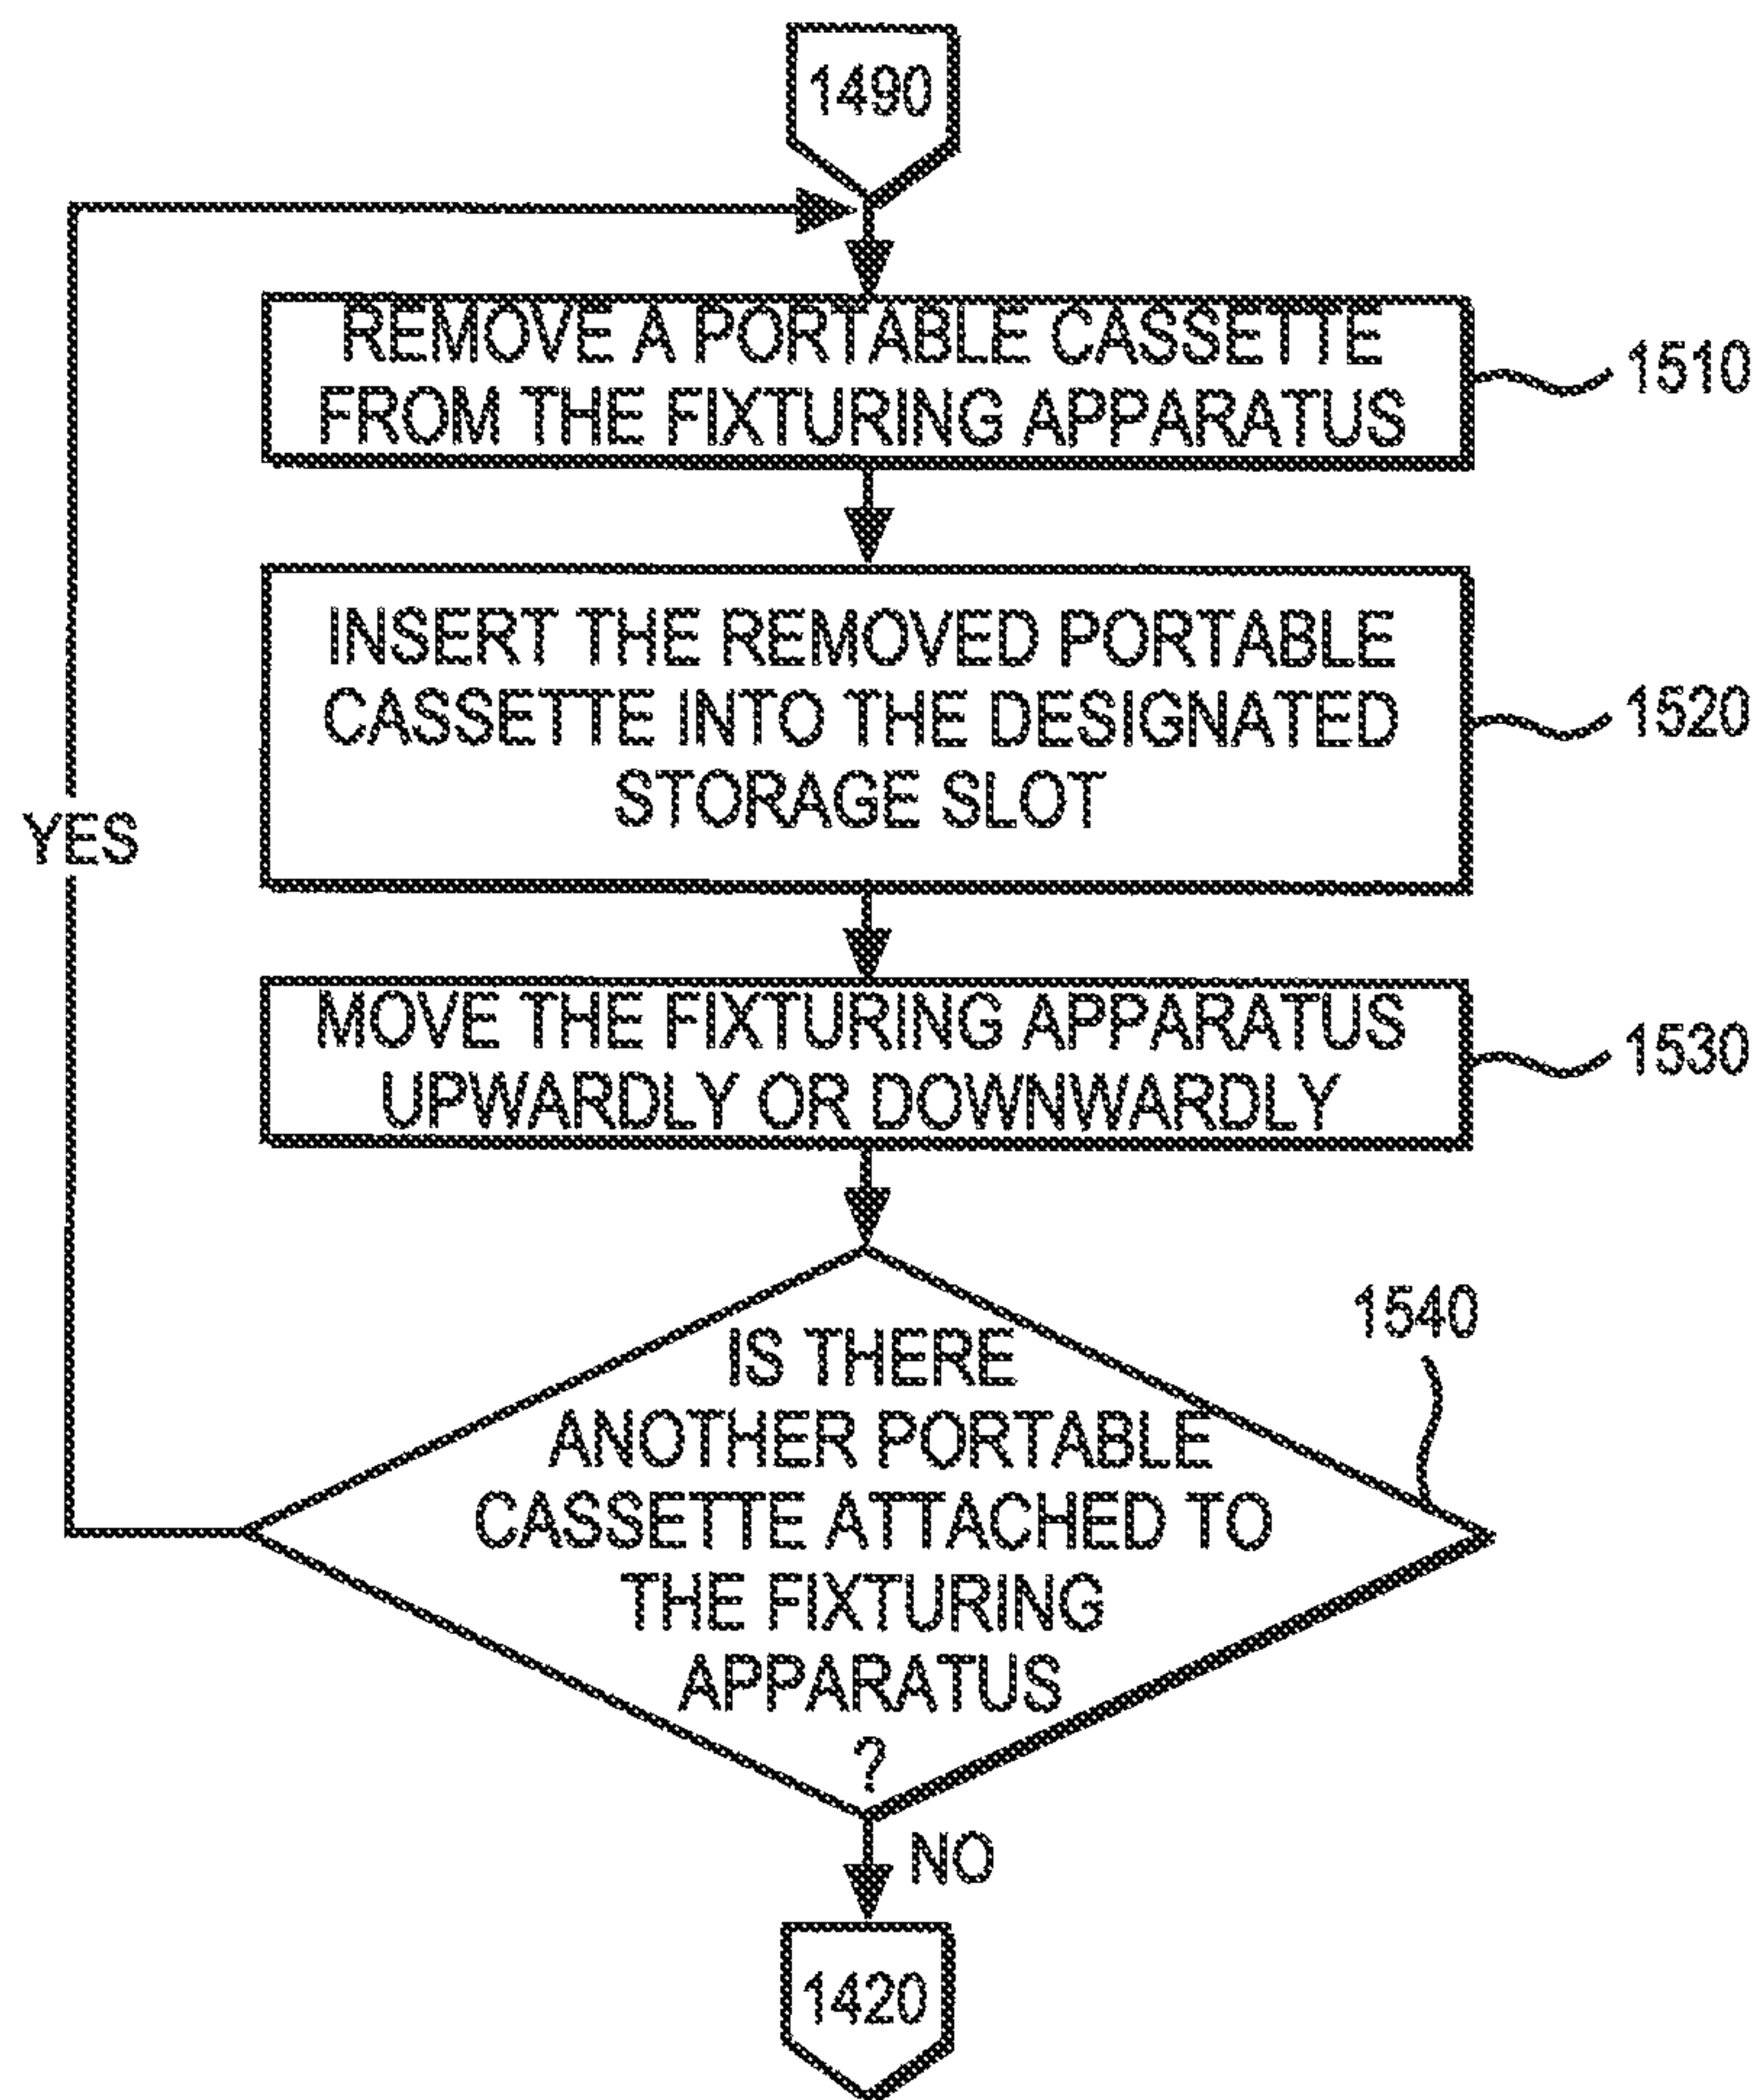 1490
REMOVE A PORTABLE CASSETTE
FROM THE FIXTURING APPARATUS
1510
INSERT THE REMOVED PORTABLE
CASSETTE INTO THE DESIGNATED
STORAGE SLOT
1520
YES
MOVE THE FIXTURING APPARATUS
UPWARDLY OR DOWNWARDLY
1530
1540
IS THERE
ANOTHER PORTABLE
CASSETTE ATTACHED TO
THE FIXTURING
APPARATUS
?
NO
1420